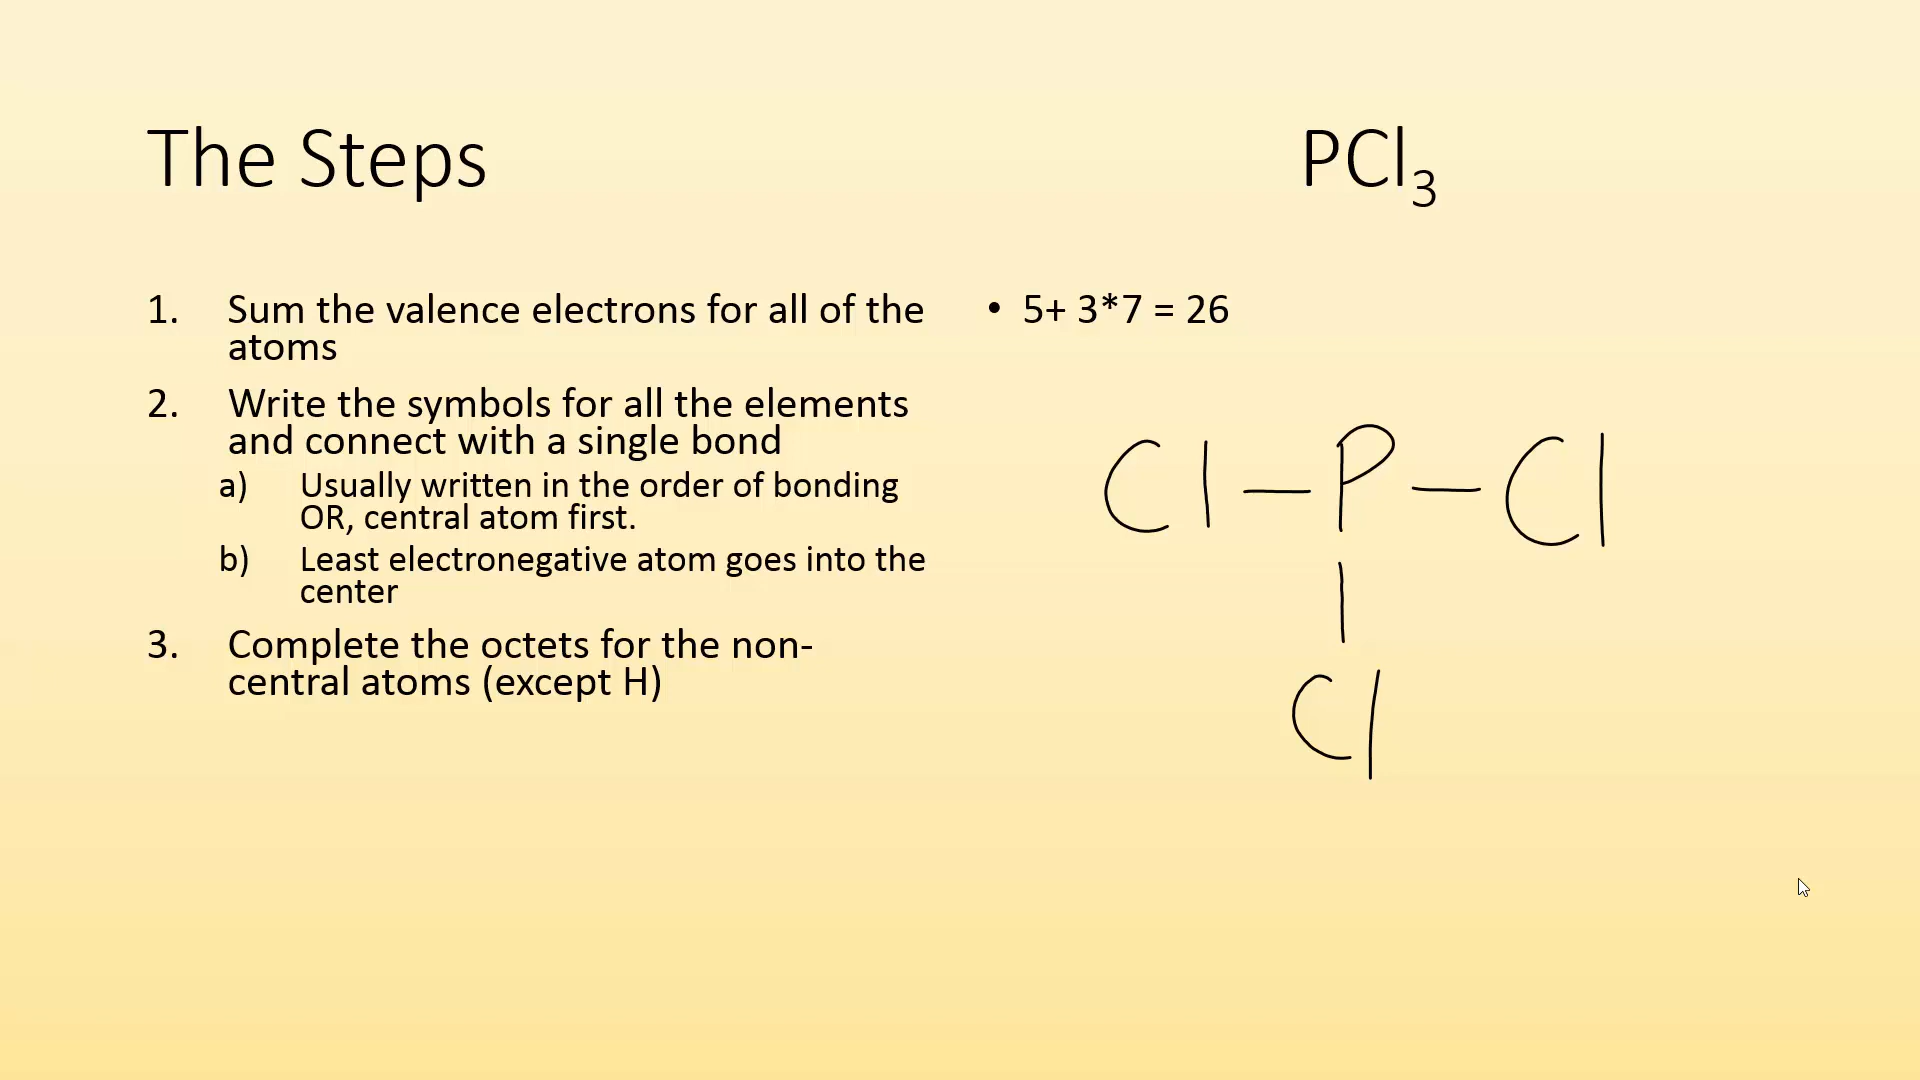 The Steps
PCl₃
1. Sum the valence electrons for all of the
atoms
2. Write the symbols for all the elements
and connect with a single bond
a) Usually written in the order of bonding
OR, central atom first.
b) Least electronegative atom goes into the
center
3. Complete the octets for the non-
central atoms (except H)
• 5+ 3*7 = 26
Cl—P—Cl
|
Cl